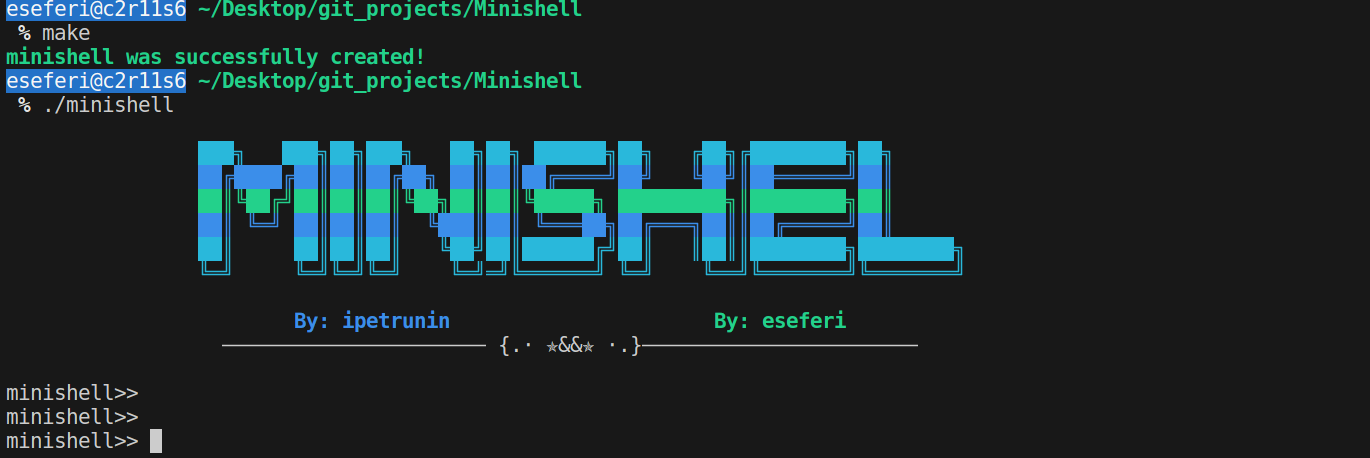 eseferi@c2r11s6 ~/Desktop/git_projects/Minishell
% make
minishell was successfully created!
eseferi@c2r11s6 ~/Desktop/git_projects/Minishell
% ./minishell
MINISHEL
By: ipetrunin By: eseferi
{.· ✯&&✯ ·.}
minishell>>
minishell>>
minishell>>